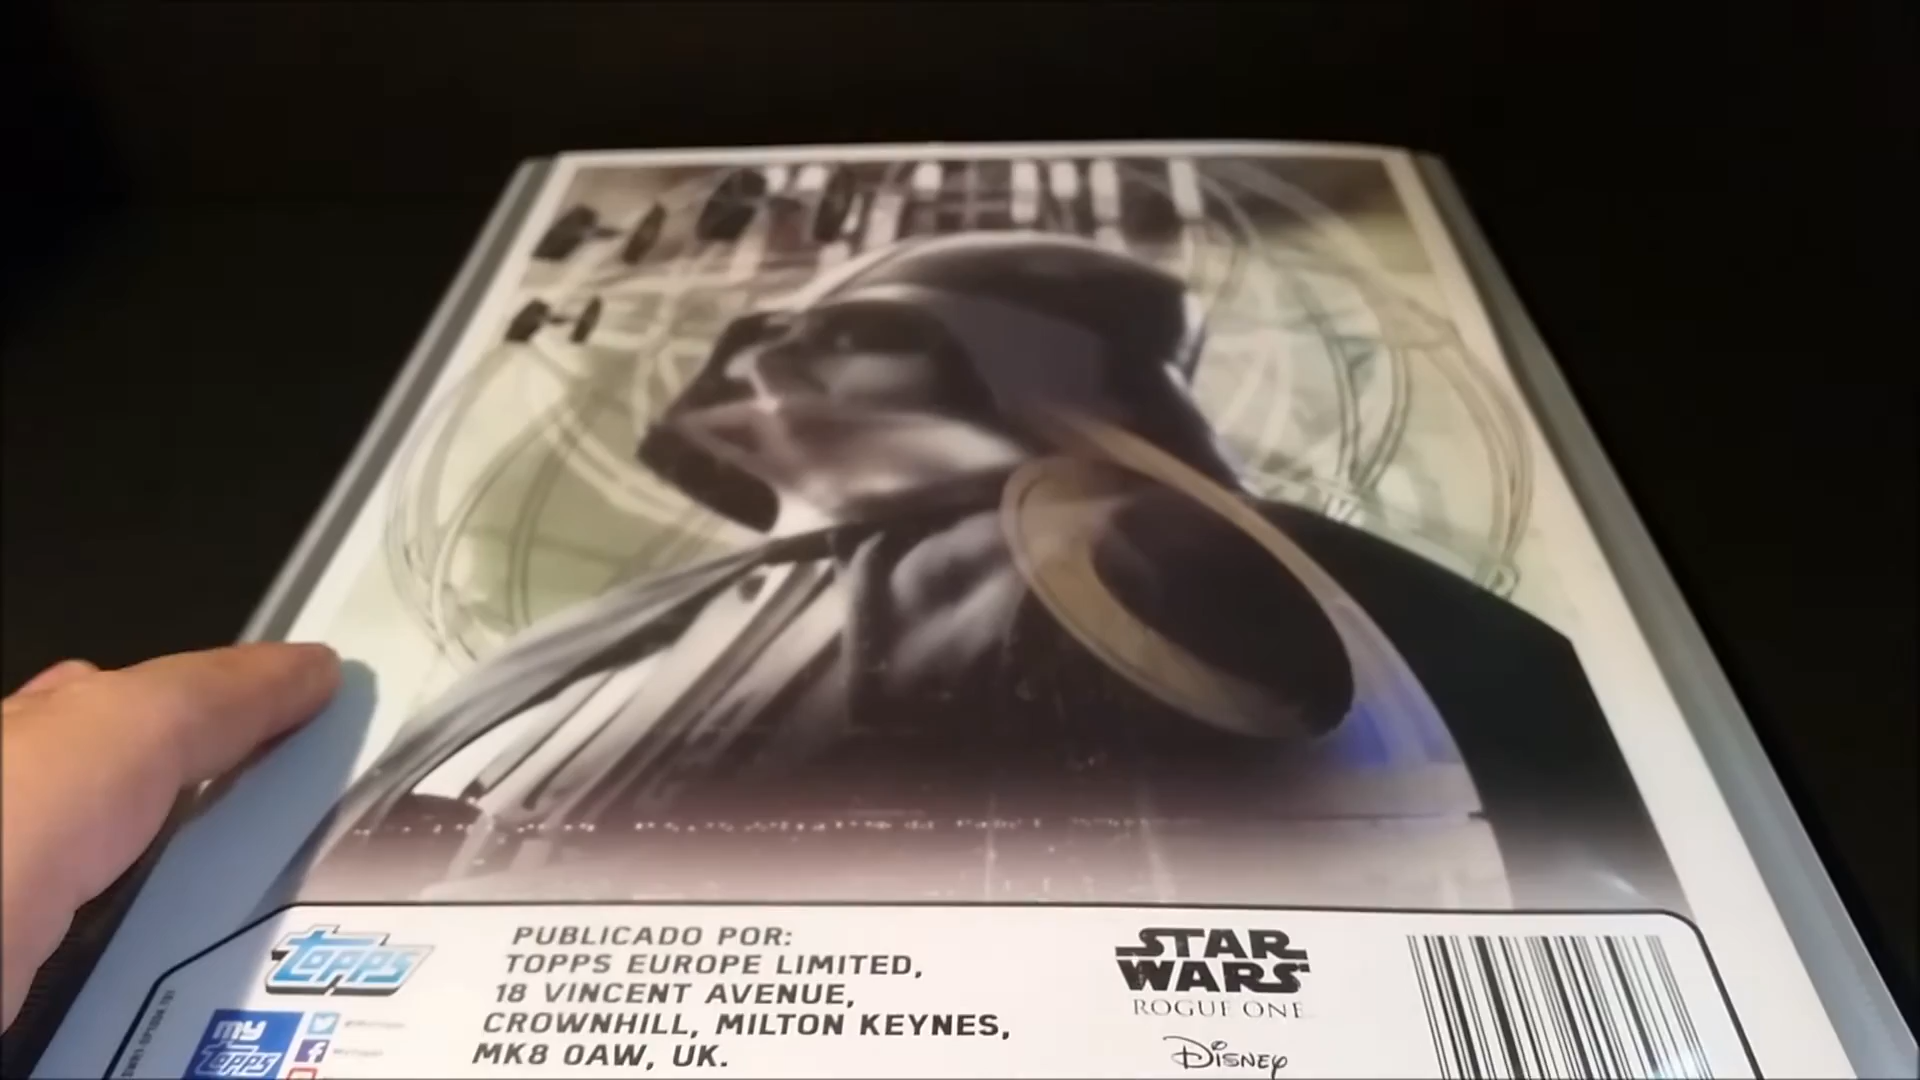 Topps
PUBLICADO POR:
TOPPS EUROPE LIMITED,
18 VINCENT AVENUE,
CROWNHILL, MILTON KEYNES,
MK8 0AW, UK.
MY
Topps
STAR
WARS
ROGUE ONE
Disney